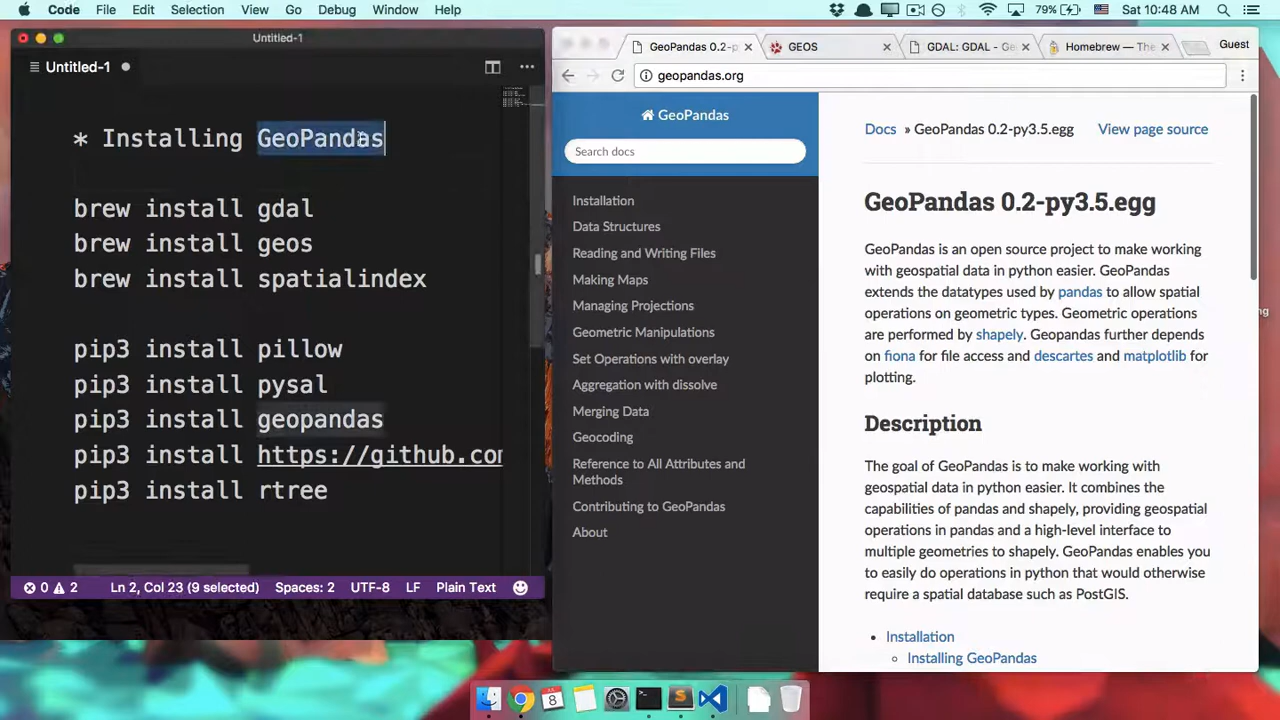 Code File Edit Selection View Go Debug Window Help 79% Sat 10:48 AM
Untitled-1
Untitled-1
* Installing GeoPandas
brew install gdal
brew install geos
brew install spatialindex
pip3 install pillow
pip3 install pysal
pip3 install geopandas
pip3 install https://github.com
pip3 install rtree
0 2 Ln 2, Col 23 (9 selected) Spaces: 2 UTF-8 LF Plain Text
GeoPandas 0.2-p GEOS GDAL: GDAL - Ge Homebrew — The Guest
geopandas.org
GeoPandas
Search docs
Installation
Data Structures
Reading and Writing Files
Making Maps
Managing Projections
Geometric Manipulations
Set Operations with overlay
Aggregation with dissolve
Merging Data
Geocoding
Reference to All Attributes and
Methods
Contributing to GeoPandas
About
Docs » GeoPandas 0.2-py3.5.egg View page source
GeoPandas 0.2-py3.5.egg
GeoPandas is an open source project to make working
with geospatial data in python easier. GeoPandas
extends the datatypes used by pandas to allow spatial
operations on geometric types. Geometric operations
are performed by shapely. Geopandas further depends
on fiona for file access and descartes and matplotlib for
plotting.
Description
The goal of GeoPandas is to make working with
geospatial data in python easier. It combines the
capabilities of pandas and shapely, providing geospatial
operations in pandas and a high-level interface to
multiple geometries to shapely. GeoPandas enables you
to easily do operations in python that would otherwise
require a spatial database such as PostGIS.
• Installation
Installing GeoPandas
8